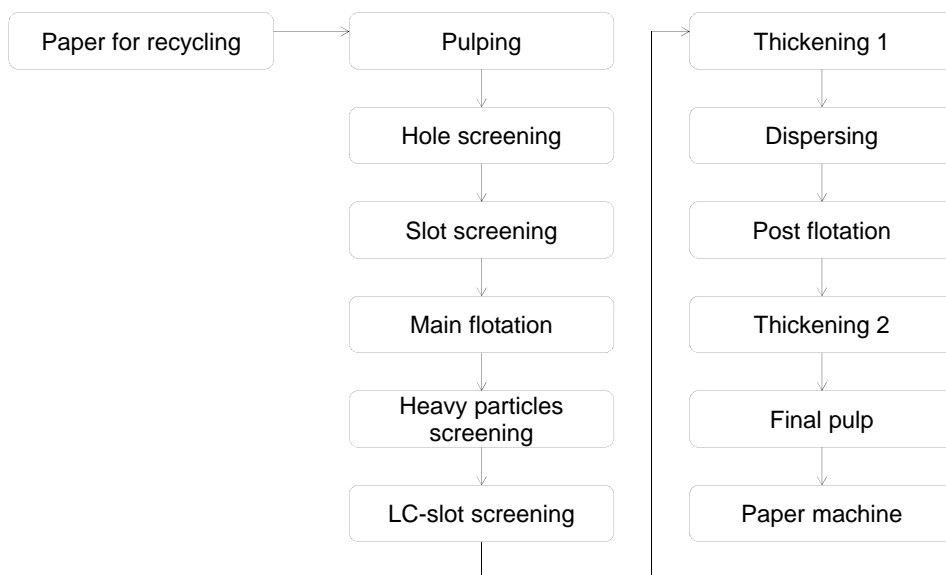 Paper for recycling
Pulping
Hole screening
Slot screening
Main flotation
Heavy particles
screening
LC-slot screening
Thickening 1
Dispersing
Post flotation
Thickening 2
Final pulp
Paper machine